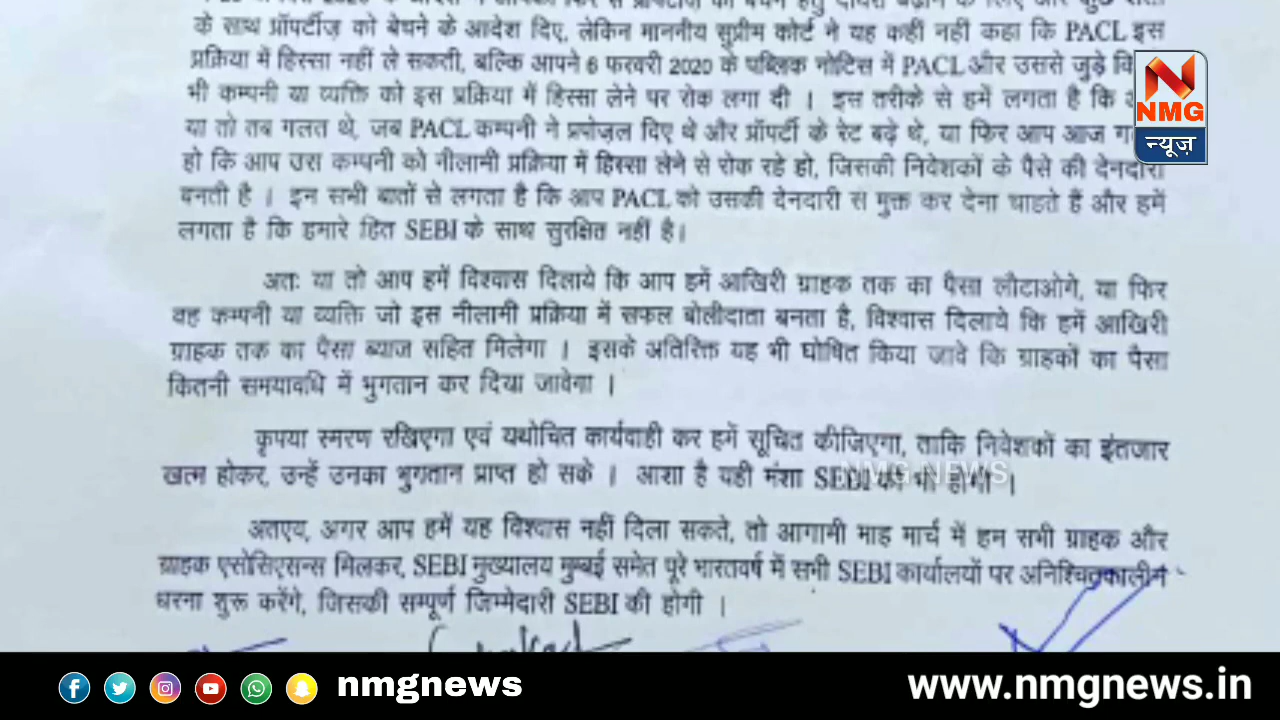 के साथ प्रॉपर्टीज़ को बेचने के आदेश दिए, लेकिन माननीय सुप्रीम कोर्ट ने यह कहीं नहीं कहा कि PACL इस
प्रक्रिया में हिस्सा नहीं ले सकती, बल्कि आपने 6 फरवरी 2020 के पब्लिक नोटिस में PACL और उससे जुड़े
भी कम्पनी या व्यक्ति को इस प्रक्रिया में हिस्सा लेने पर रोक लगा दी । इस तरीके से हमें लगता है कि
या तो तब गलत थे, जब PACL कम्पनी ने प्रपोज़ल दिए थे और प्रॉपर्टी के रेट बढ़े थे, या फिर आप आज
हो कि आप उस कम्पनी को नीलामी प्रक्रिया में हिस्सा लेने से रोक रहे हो, जिसकी निवेशकों के पैसे की देनदारी
बनती है । इन सभी बातों से लगता है कि आप PACL को उसकी देनदारी से मुक्त कर देना चाहते हैं और हमें
लगता है कि हमारे हित SEBI के साथ सुरक्षित नहीं है।
अतः या तो आप हमें विश्वास दिलाये कि आप हमें आखिरी ग्राहक तक का पैसा लौटाओगे, या फिर
वह कम्पनी या व्यक्ति जो इस नीलामी प्रक्रिया में सफल बोलीदाता बनता है, विश्वास दिलाये कि हमें आखिरी
ग्राहक तक का पैसा ब्याज सहित मिलेगा । इसके अतिरिक्त यह भी घोषित किया जावे कि ग्राहकों का पैसा
कितनी समयावधि में भुगतान कर दिया जावेगा ।
कृपया स्मरण रखिएगा एवं यथोचित कार्यवाही कर हमें सूचित कीजिएगा, ताकि निवेशकों का इंतजार
खत्म होकर, उन्हें उनका भुगतान प्राप्त हो सके । आशा है यही मंशा SEBI की भी होगी ।
अतएव, अगर आप हमें यह विश्वास नहीं दिला सकते, तो आगामी माह मार्च में हम सभी ग्राहक और
ग्राहक एसोसिएसन्स मिलकर, SEBI मुख्यालय मुम्बई समेत पूरे भारतवर्ष में सभी SEBI कार्यालयों पर अनिश्चितकालीन
धरना शुरू करेंगे, जिसकी सम्पूर्ण जिम्मेदारी SEBI की होगी ।
NMG
न्यूज़
NMG NEWS
nmgnews
www.nmgnews.in